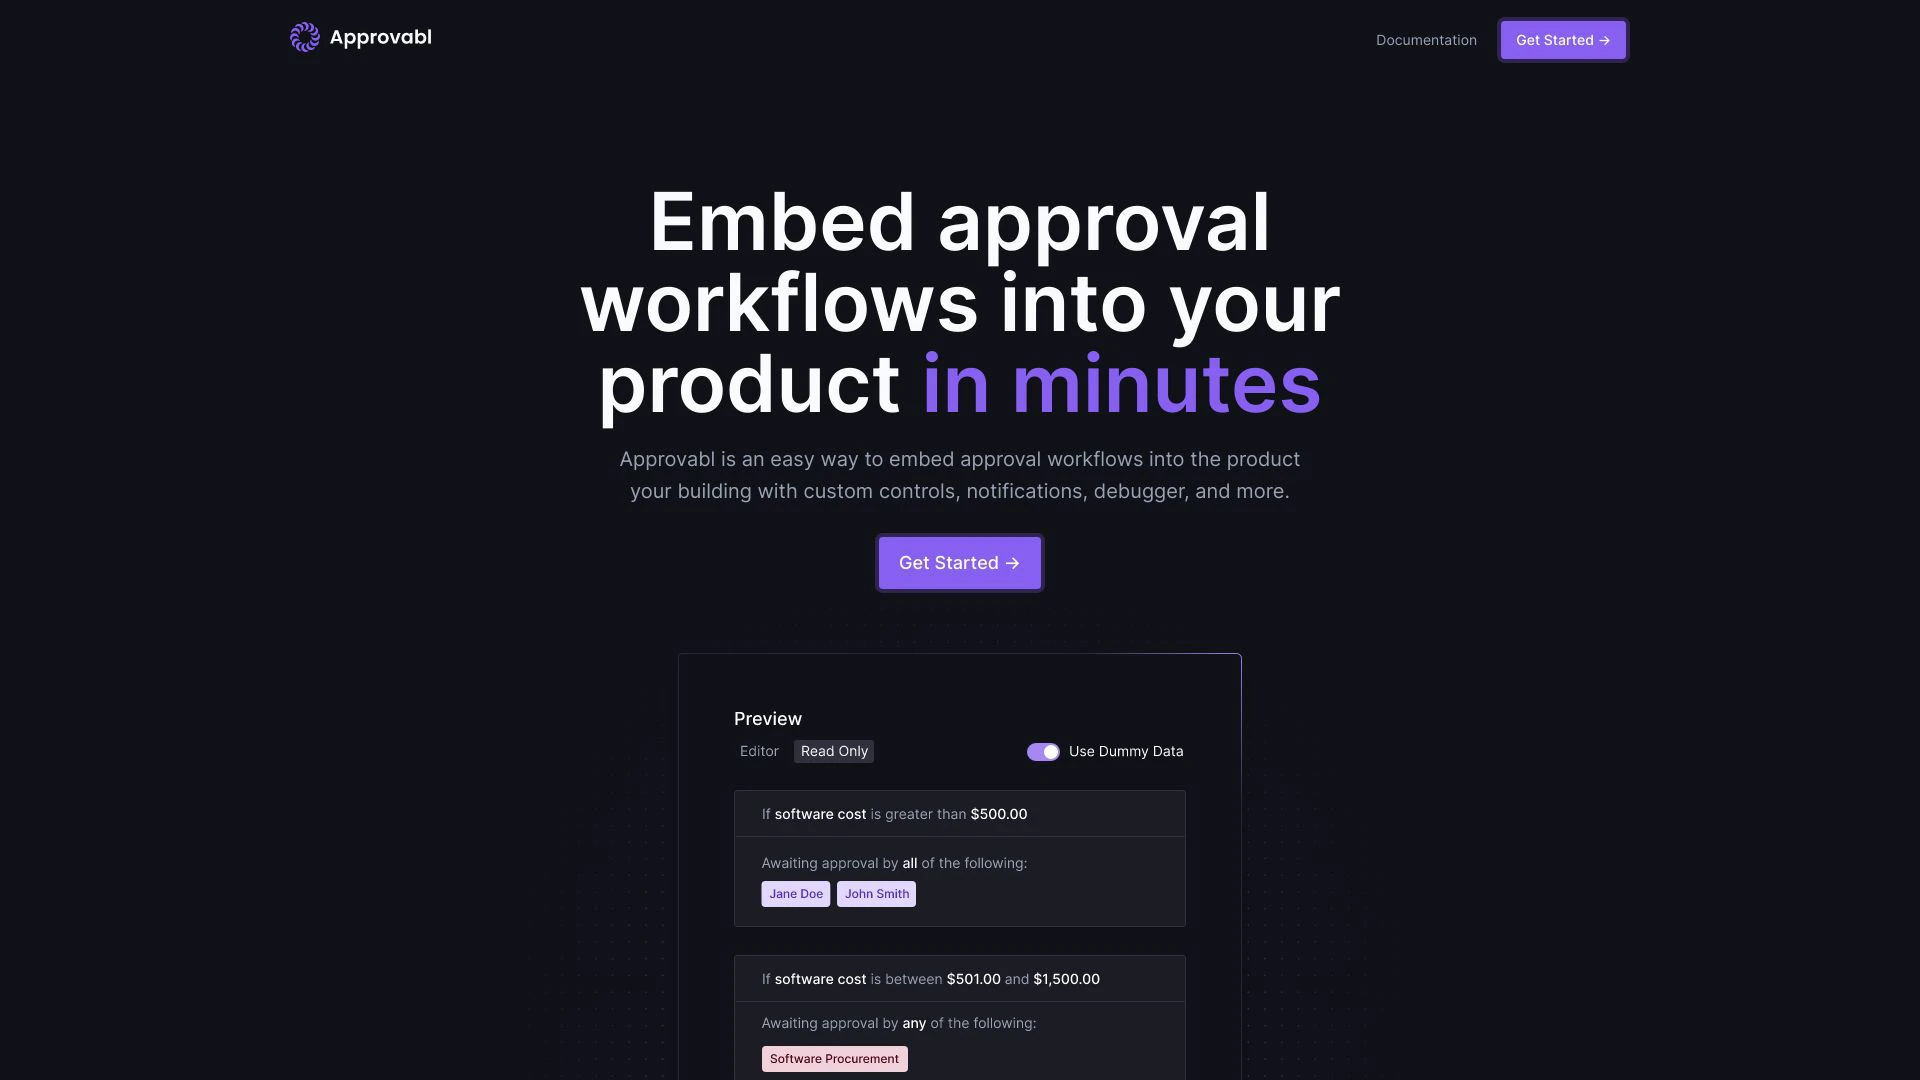 Approvabl
Documentation
Get Started →
Embed approval
workflows into your
product in minutes
Approvabl is an easy way to embed approval workflows into the product
your building with custom controls, notifications, debugger, and more.
Get Started →
Preview
Editor
Read Only
Use Dummy Data
If software cost is greater than $500.00
Awaiting approval by all of the following:
Jane Doe
John Smith
If software cost is between $501.00 and $1,500.00
Awaiting approval by any of the following:
Software Procurement